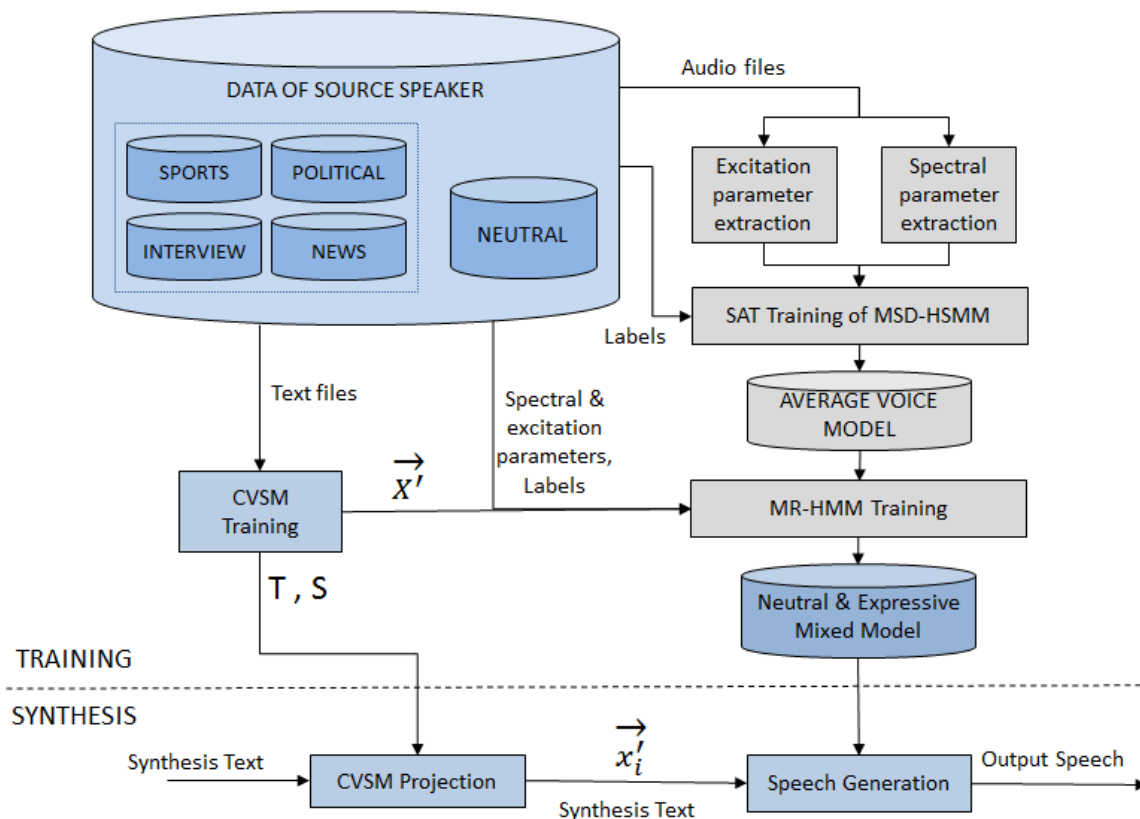 DATA OF SOURCE SPEAKER
SPORTS
POLITICAL
INTERVIEW
NEWS
NEUTRAL
Audio files
Excitation
parameter
extraction
Spectral
parameter
extraction
Labels
SAT Training of MSD-HSMM
AVERAGE VOICE
MODEL
Text files
Spectral &
excitation
parameters,
Labels
CVSM
Training
X⃗'
MR-HMM Training
T , S
Neutral & Expressive
Mixed Model
TRAINING
SYNTHESIS
Synthesis Text
CVSM Projection
x⃗ᵢ'
Synthesis Text
Speech Generation
Output Speech